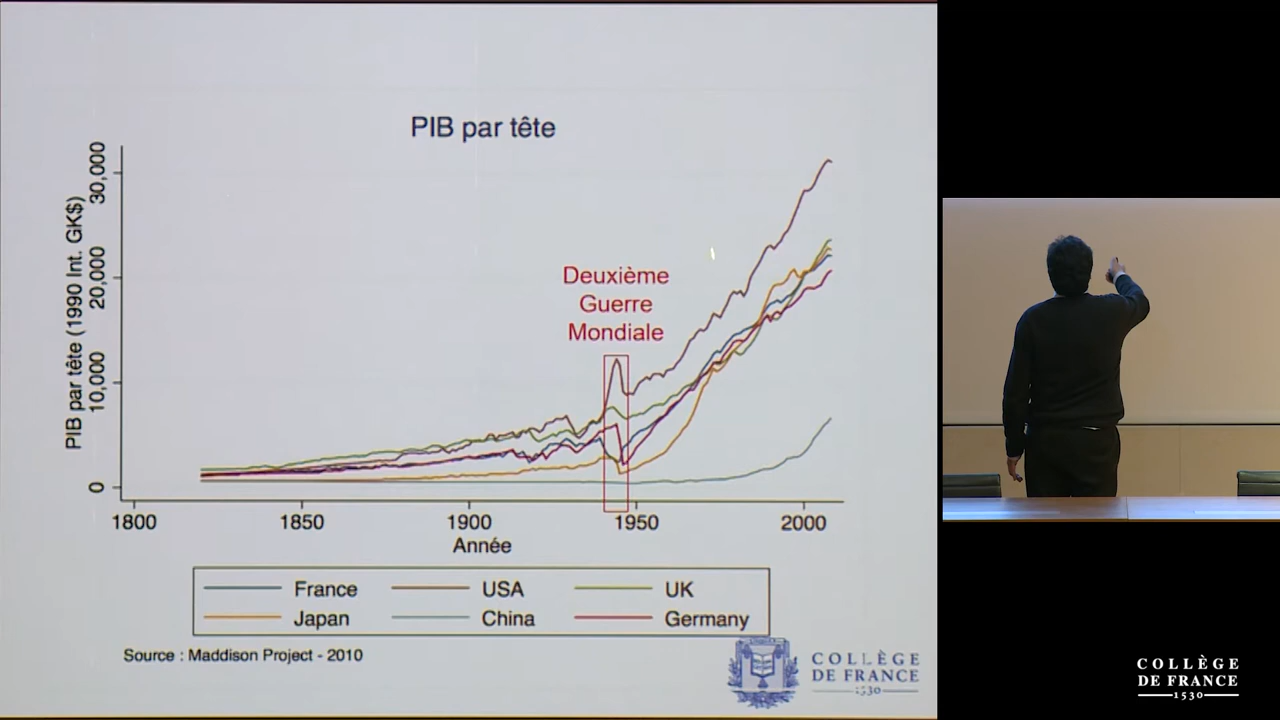 PIB par tête
PIB par tête (1990 Int. GK$)
30,000
20,000
10,000
0
Deuxième
Guerre
Mondiale
1800 1850 1900 1950 2000
Année
France USA UK
Japan China Germany
Source : Maddison Project - 2010
COLLÈGE
DE FRANCE
1530
COLLÈGE
DE FRANCE
1530